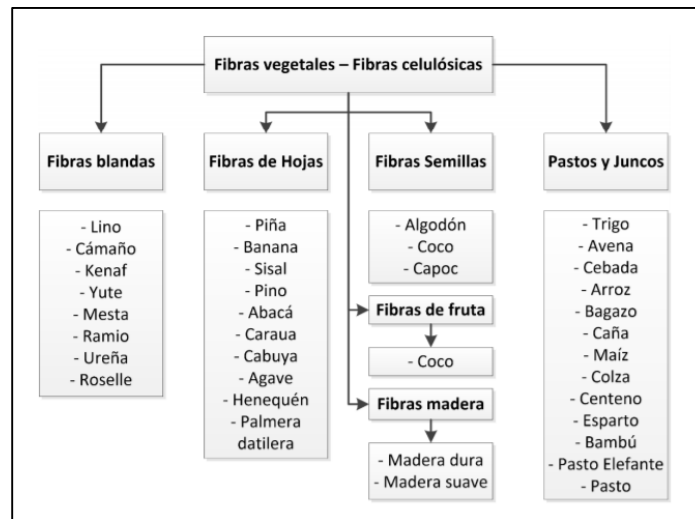 Fibras vegetales – Fibras celulósicas
Fibras blandas
- Lino
- Cámaño
- Kenaf
- Yute
- Mesta
- Ramio
- Ureña
- Roselle
Fibras de Hojas
- Piña
- Banana
- Sisal
- Pino
- Abacá
- Caraua
- Cabuya
- Agave
- Henequén
- Palmera
datilera
Fibras Semillas
- Algodón
- Coco
- Capoc
Fibras de fruta
- Coco
Fibras madera
- Madera dura
- Madera suave
Pastos y Juncos
- Trigo
- Avena
- Cebada
- Arroz
- Bagazo
- Caña
- Maíz
- Colza
- Centeno
- Esparto
- Bambú
- Pasto Elefante
- Pasto